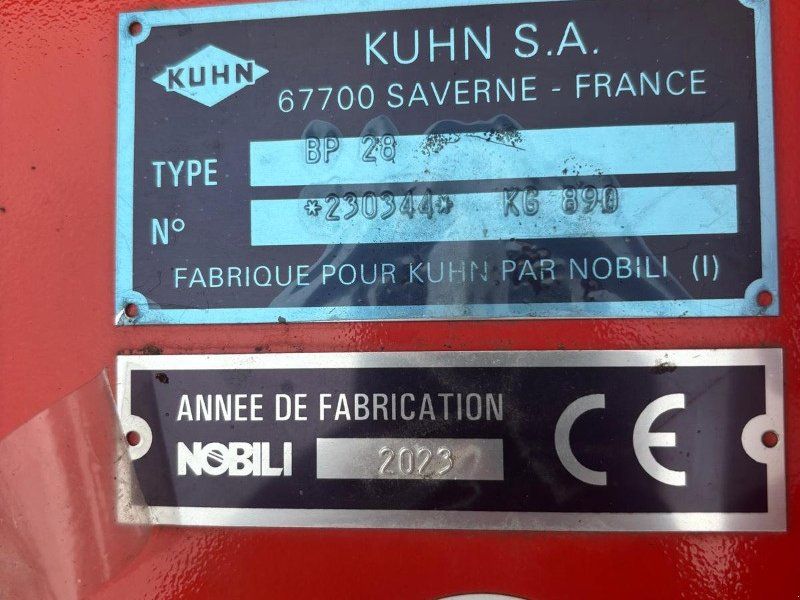 KUHN
KUHN S.A.
67700 SAVERNE - FRANCE
TYPE BP 28
N° *230344* KG 890
FABRIQUE POUR KUHN PAR NOBILI (I)
ANNEE DE FABRICATION
NOBILI 2023
CE